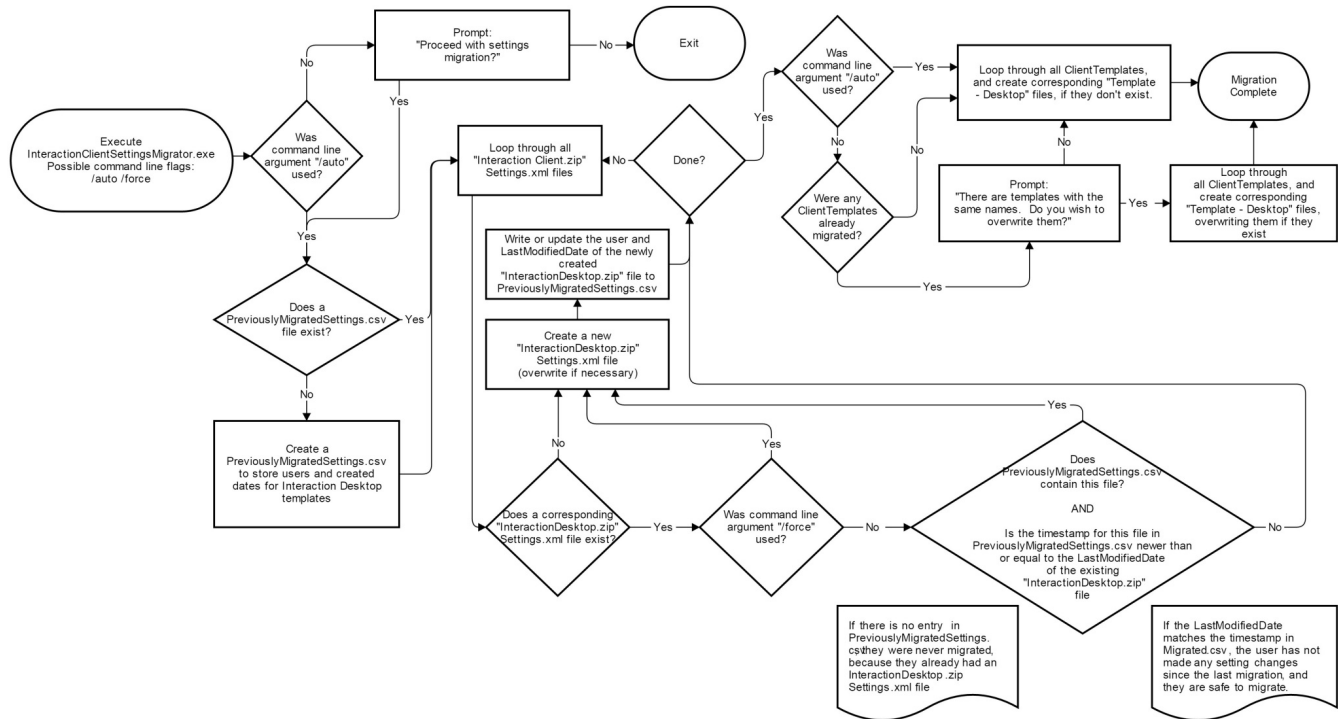 Prompt:
"Proceed with settings
migration?"
No
Exit
No
Yes
Execute
InteractionClientSettingsMigrator.exe
Possible command line flags:
/auto /force
Was
command line
argument "/auto"
used?
Yes
Does a
PreviouslyMigratedSettings.csv
file exist?
Yes
No
Create a
PreviouslyMigratedSettings.csv
to store users and created
dates for Interaction Desktop
templates
Loop through all
"Interaction Client.zip"
Settings.xml files
No
Done?
Yes
Was
command line
argument "/auto"
used?
Yes
Loop through all ClientTemplates,
and create corresponding "Template
- Desktop" files, if they don't exist.
Migration
Complete
No
No
No
Were any
ClientTemplates
already
migrated?
Yes
Prompt:
"There are templates with the
same names. Do you wish to
overwrite them?"
Yes
Loop through
all ClientTemplates, and
create corresponding
"Template - Desktop" files,
overwriting them if they
exist
Write or update the user and
LastModifiedDate of the newly
created
"InteractionDesktop.zip" file to
PreviouslyMigratedSettings.csv
Create a new
"InteractionDesktop.zip"
Settings.xml file
(overwrite if necessary)
No
Yes
Yes
Does a corresponding
"InteractionDesktop.zip"
Settings.xml file exist?
Yes
Was command line
argument "/force"
used?
No
Does
PreviouslyMigratedSettings.csv
contain this file?
AND
Is the timestamp for this file in
PreviouslyMigratedSettings.csv newer than
or equal to the LastModifiedDate
of the existing
"InteractionDesktop.zip"
file
No
If there is no entry in
PreviouslyMigratedSettings.
csv, they were never migrated,
because they already had an
InteractionDesktop .zip
Settings.xml file
If the LastModifiedDate
matches the timestamp in
Migrated.csv, the user has not
made any setting changes
since the last migration, and
they are safe to migrate.